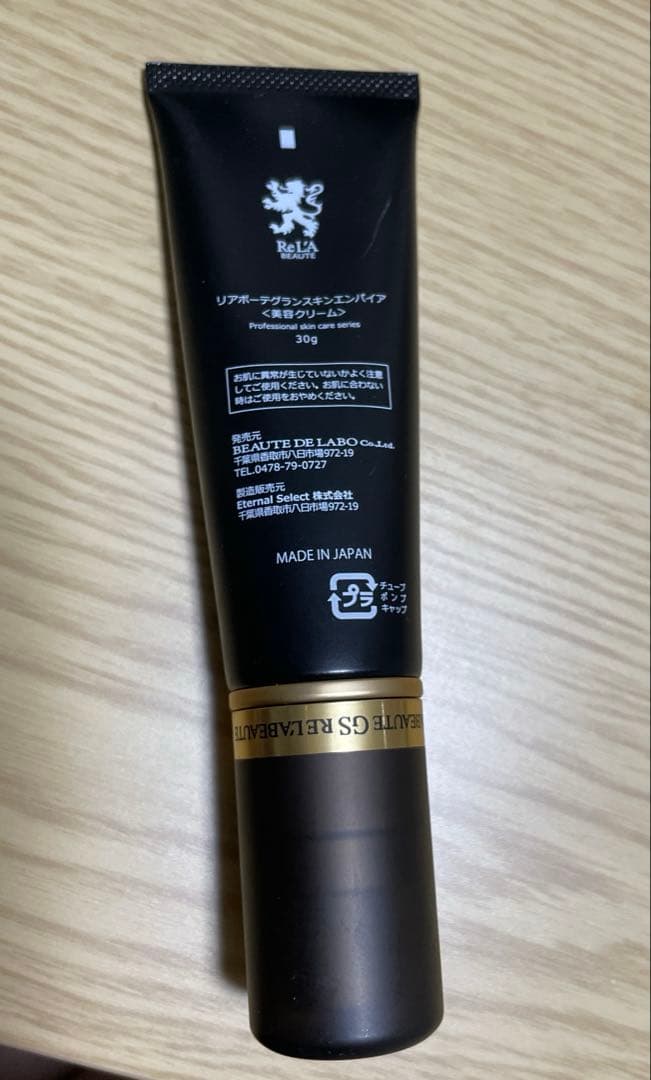 ReL'A
BEAUTÉ
リアボーテグランスキンエンパイア
<美容クリーム>
Professional skin care series
30g
お肌に異常が生じていないかよく注意
してご使用ください。お肌に合わない
時はご使用をおやめください。
発売元
BEAUTE DE LABO Co.,Ltd.
千葉県香取市八日市場972-19
TEL.0478-79-0727
製造販売元
Eternal Select 株式会社
千葉県香取市八日市場972-19
MADE IN JAPAN
プラ
チューブ
ポンプ
キャップ
BEAUTE GS REL'ABEAUTE